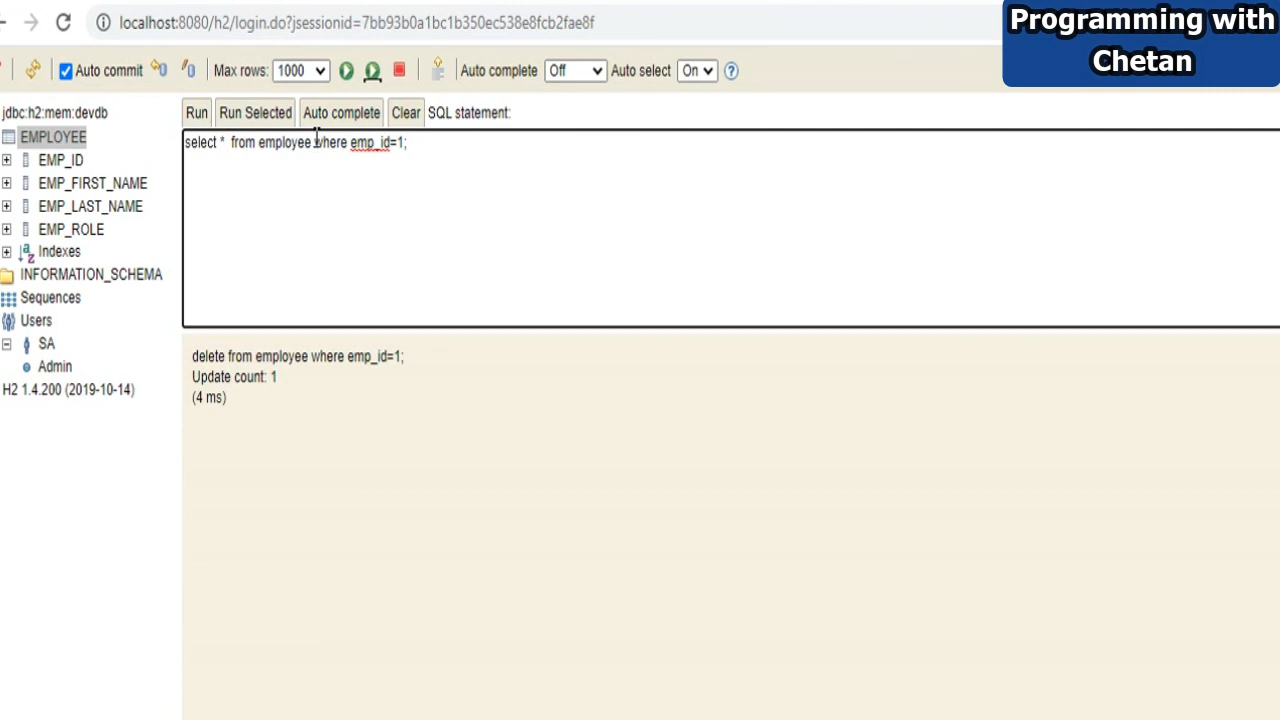 localhost:8080/h2/login.do?jsessionid=7bb93b0a1bc1b350ec538e8fcb2fae8f
Programming with
Chetan
Auto commit Max rows: 1000 Auto complete Off Auto select On
jdbc:h2:mem:devdb
Run Run Selected Auto complete Clear SQL statement:
EMPLOYEE
select * from employee where emp_id=1;
EMP_ID
EMP_FIRST_NAME
EMP_LAST_NAME
EMP_ROLE
Indexes
INFORMATION_SCHEMA
Sequences
Users
SA
Admin
H2 1.4.200 (2019-10-14)
delete from employee where emp_id=1;
Update count: 1
(4 ms)